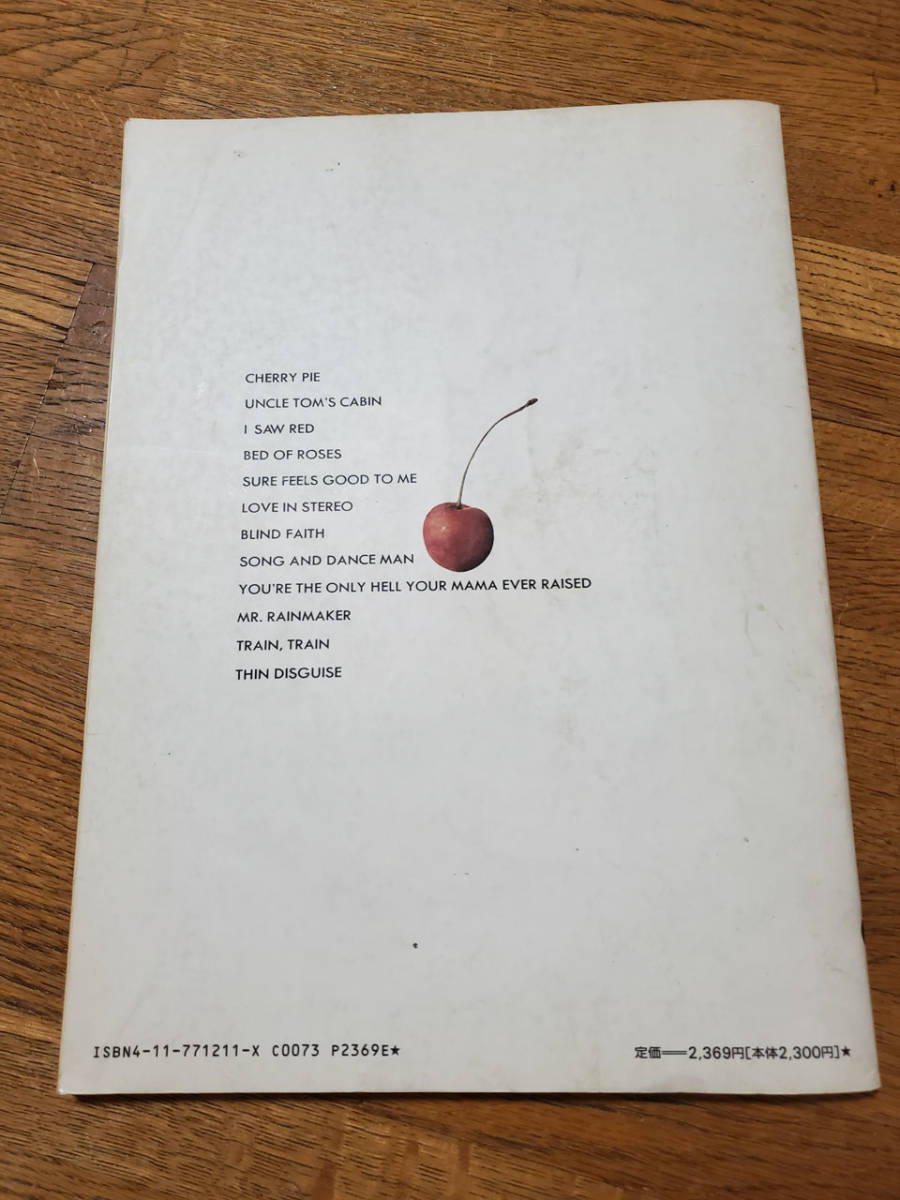 CHERRY PIE
UNCLE TOM'S CABIN
I SAW RED
BED OF ROSES
SURE FEELS GOOD TO ME
LOVE IN STEREO
BLIND FAITH
SONG AND DANCE MAN
YOU'RE THE ONLY HELL YOUR MAMA EVER RAISED
MR. RAINMAKER
TRAIN, TRAIN
THIN DISGUISE
ISBN4-11-771211-X C0073 P2369E★
定価──2,369円[本体2,300円]★